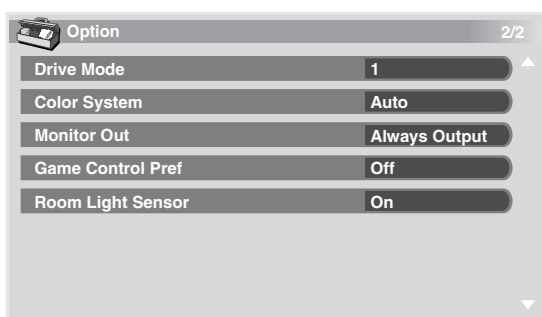 Option 2/2
Drive Mode 1
Color System Auto
Monitor Out Always Output
Game Control Pref Off
Room Light Sensor On